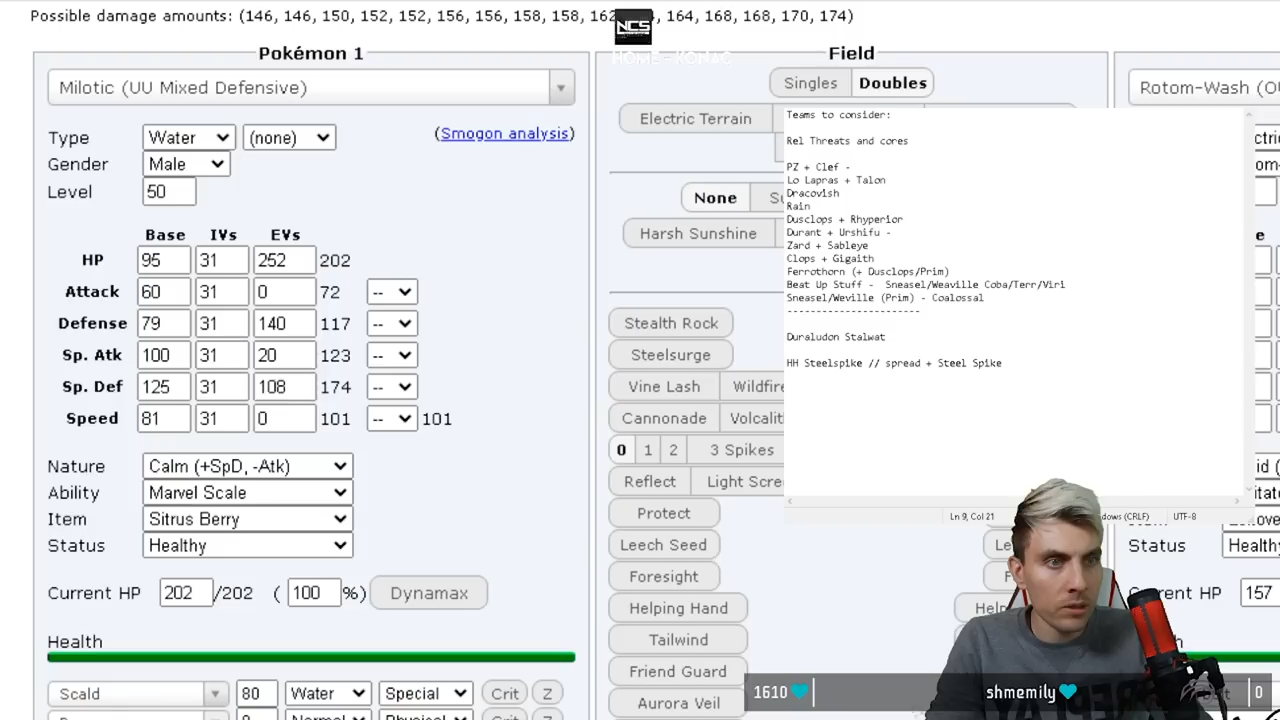 Possible damage amounts: (146, 146, 150, 152, 152, 156, 156, 158, 158, 164, 168, 168, 170, 174)
NCS
Pokémon 1
Field
Milotic (UU Mixed Defensive)
Singles Doubles
Rotom-Wash
Electric Terrain
Type Water (none) (Smogon analysis)
Gender Male
Level 50
None
Harsh Sunshine
Base IVs EVs
HP 95 31 252 202
Attack 60 31 0 72 --
Defense 79 31 140 117 --
Sp. Atk 100 31 20 123 --
Sp. Def 125 31 108 174 --
Speed 81 31 0 101 -- 101
Nature Calm (+SpD, -Atk)
Ability Marvel Scale
Item Sitrus Berry
Status Healthy
Current HP 202 /202 ( 100 %) Dynamax
Health
Scald 80 Water Special Crit Z
Stealth Rock
Steelsurge
Vine Lash Wildfire
Cannonade
0 1 2 3 Spikes
Reflect Light
Protect
Leech Seed
Foresight
Helping Hand
Tailwind
Friend Guard
Aurora Veil
Teams to consider:
Rel Threats and cores
PZ + Clef -
Lo Lapras + Talon
Dracovish
Rain
Dusclops + Rhyperior
Durant + Urshifu -
Zard + Sableye
Clops + Gigaith
Ferrothorn (+ Dusclops/Prim)
Beat Up Stuff - Sneasel/Weaville Coba/Terr/Viri
Sneasel/Weville (Prim) - Coalossal
-----------------------
Duraludon Stalwat
HH Steelspike // spread + Steel Spike
Ln 9, Col 21 (CRLF) UTF-8
Status Healthy
Current HP 157
1610
shmemily
0